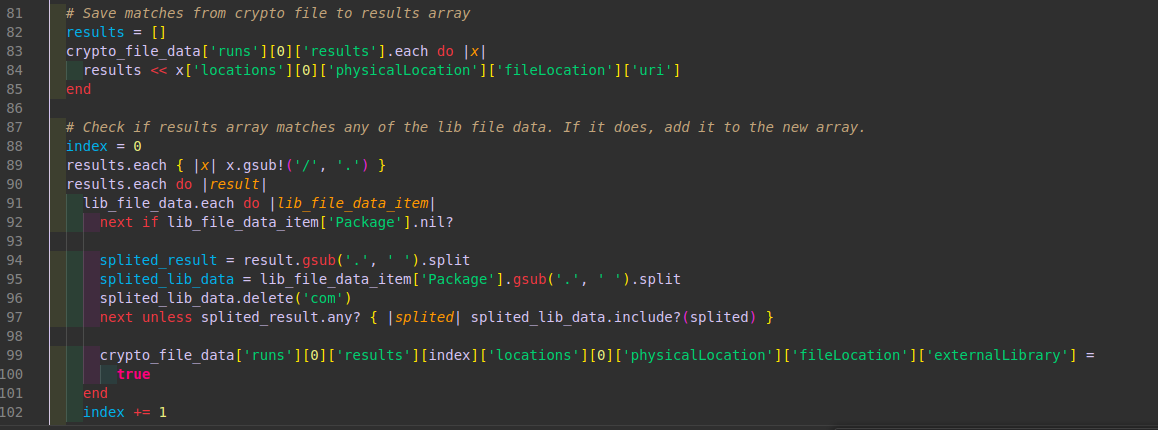 81 # Save matches from crypto file to results array
82 results = []
83 crypto_file_data['runs'][0]['results'].each do |x|
84 results << x['locations'][0]['physicalLocation']['fileLocation']['uri']
85 end
86
87 # Check if results array matches any of the lib file data. If it does, add it to the new array.
88 index = 0
89 results.each { |x| x.gsub!('/', '.') }
90 results.each do |result|
91 lib_file_data.each do |lib_file_data_item|
92 next if lib_file_data_item['Package'].nil?
93
94 splited_result = result.gsub('.', ' ').split
95 splited_lib_data = lib_file_data_item['Package'].gsub('.', ' ').split
96 splited_lib_data.delete('com')
97 next unless splited_result.any? { |splited| splited_lib_data.include?(splited) }
98
99 crypto_file_data['runs'][0]['results'][index]['locations'][0]['physicalLocation']['fileLocation']['externalLibrary'] =
100 true
101 end
102 index += 1